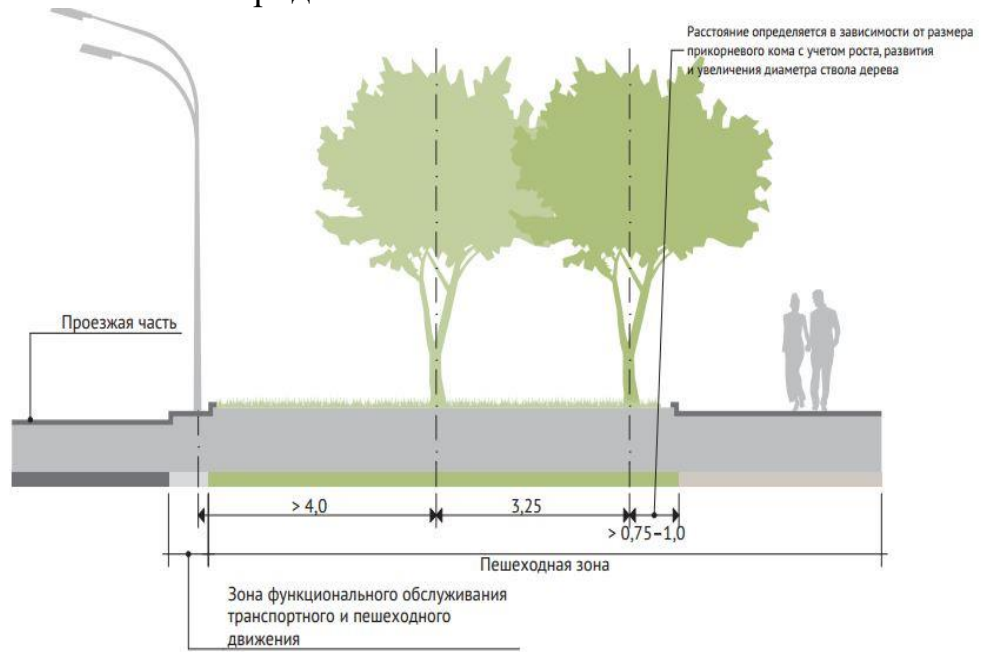 Расстояние определяется в зависимости от размера
прикорневого кома с учетом роста, развития
и увеличения диаметра ствола дерева
Проезжая часть
> 4,0
3,25
> 0,75–1,0
Пешеходная зона
Зона функционального обслуживания
транспортного и пешеходного
движения